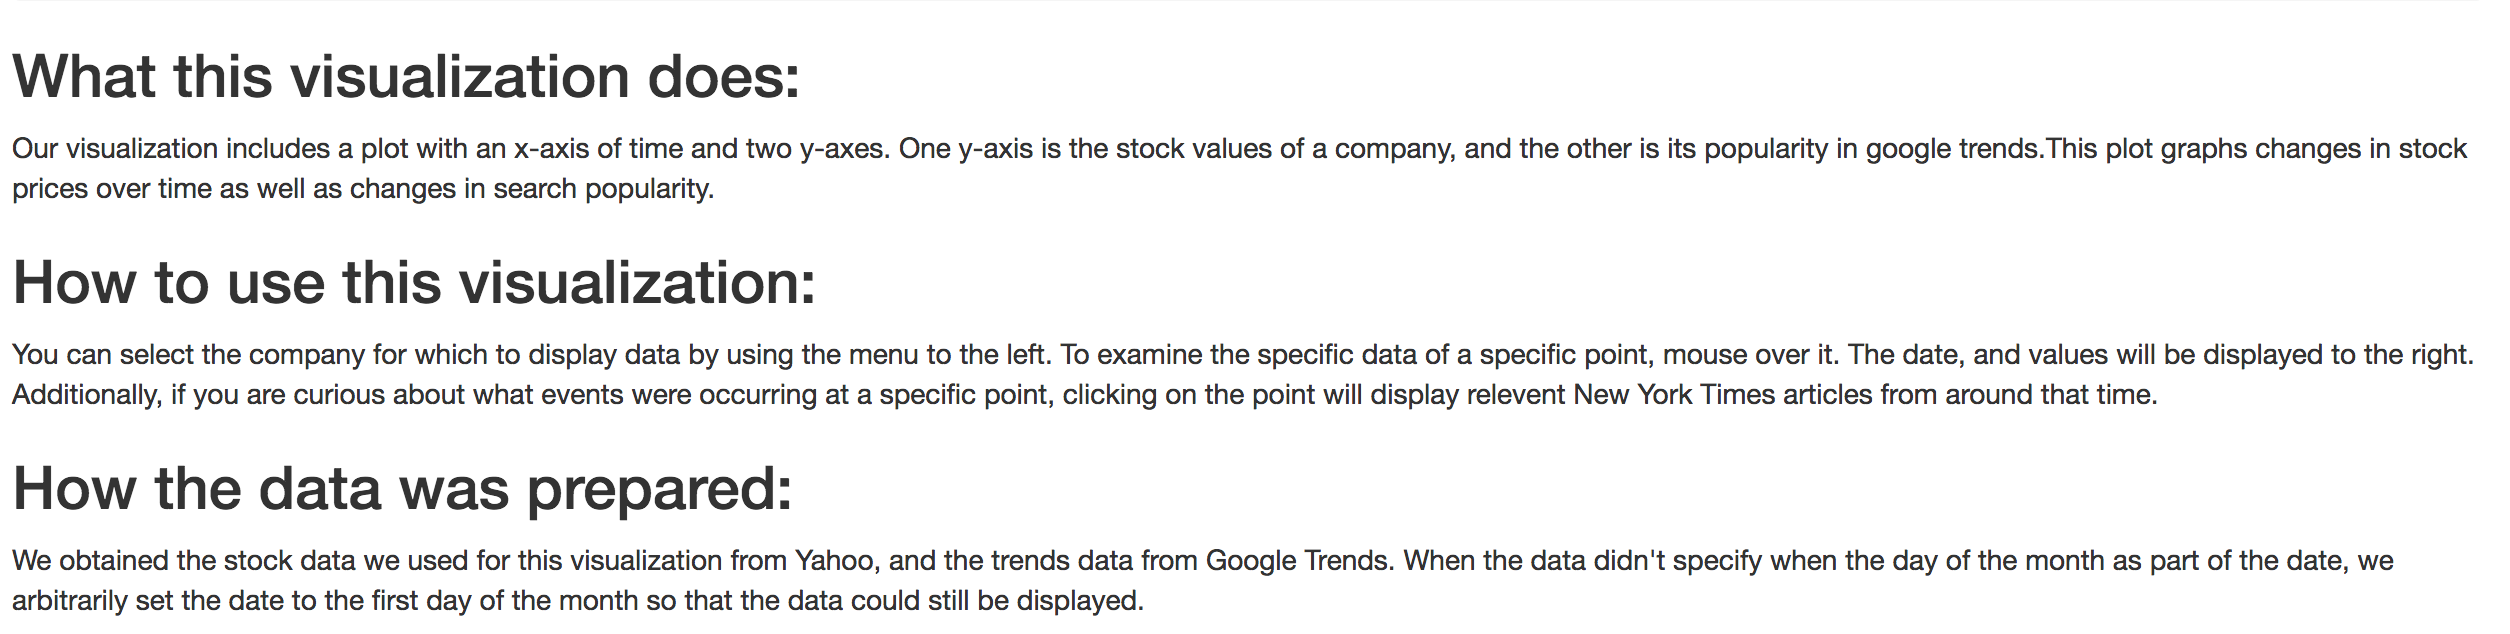 What this visualization does:
Our visualization includes a plot with an x-axis of time and two y-axes. One y-axis is the stock values of a company, and the other is its popularity in google trends.This plot graphs changes in stock
prices over time as well as changes in search popularity.
How to use this visualization:
You can select the company for which to display data by using the menu to the left. To examine the specific data of a specific point, mouse over it. The date, and values will be displayed to the right.
Additionally, if you are curious about what events were occurring at a specific point, clicking on the point will display relevent New York Times articles from around that time.
How the data was prepared:
We obtained the stock data we used for this visualization from Yahoo, and the trends data from Google Trends. When the data didn't specify when the day of the month as part of the date, we
arbitrarily set the date to the first day of the month so that the data could still be displayed.